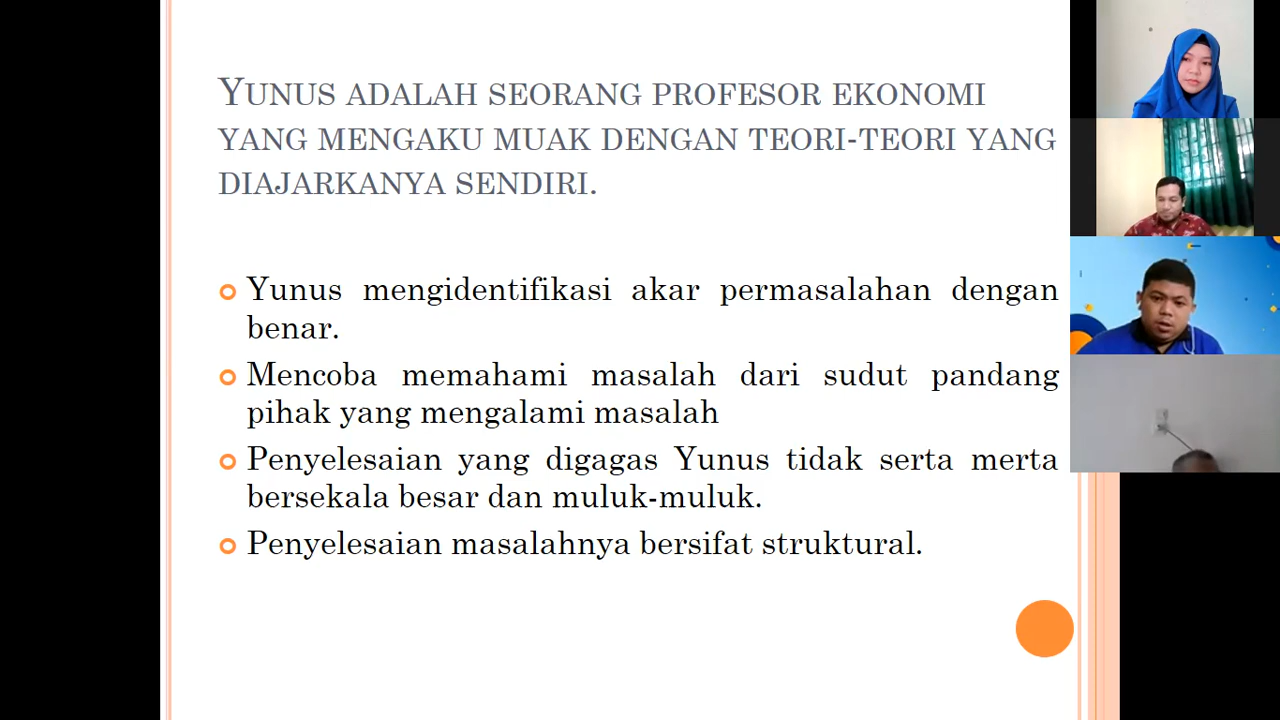 YUNUS ADALAH SEORANG PROFESOR EKONOMI
YANG MENGAKU MUAK DENGAN TEORI-TEORI YANG
DIAJARKANYA SENDIRI.
Yunus mengidentifikasi akar permasalahan dengan
benar.
Mencoba memahami masalah dari sudut pandang
pihak yang mengalami masalah
Penyelesaian yang digagas Yunus tidak serta merta
bersekala besar dan muluk-muluk.
Penyelesaian masalahnya bersifat struktural.